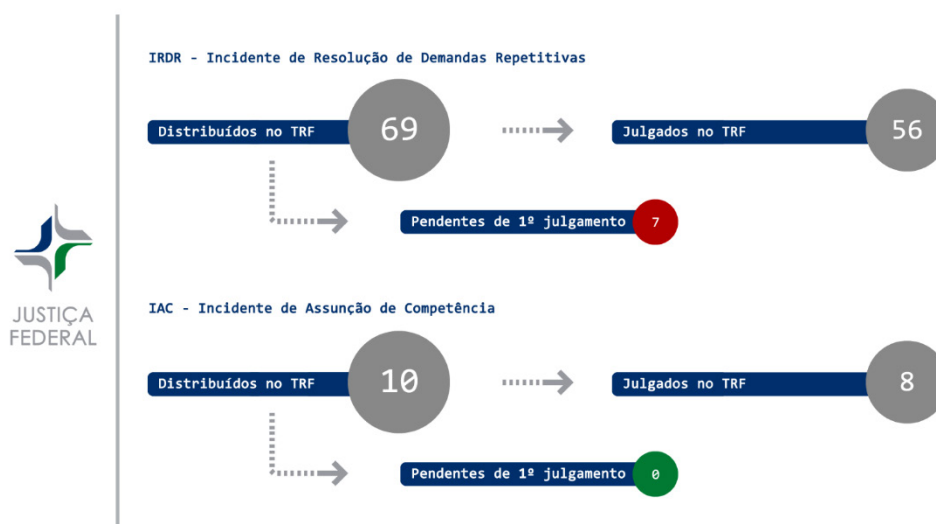 IRDR - Incidente de Resolução de Demandas Repetitivas
Distribuídos no TRF 69
Julgados no TRF 56
Pendentes de 1º julgamento 7
JUSTIÇA
FEDERAL
IAC - Incidente de Assunção de Competência
Distribuídos no TRF 10
Julgados no TRF 8
Pendentes de 1º julgamento 0